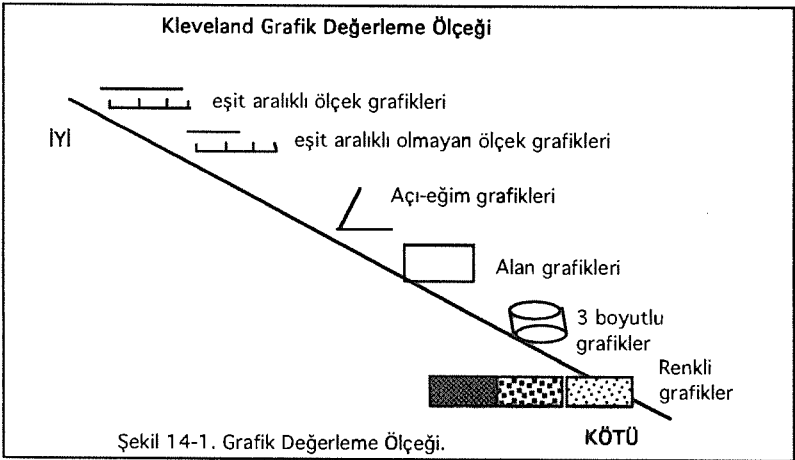 Kleveland Grafik Değerleme Ölçeği
eşit aralıklı ölçek grafikleri
İYİ
eşit aralıklı olmayan ölçek grafikleri
Açı-eğim grafikleri
Alan grafikleri
3 boyutlu
grafikler
Renkli
grafikler
KÖTÜ
Şekil 14-1. Grafik Değerleme Ölçeği.